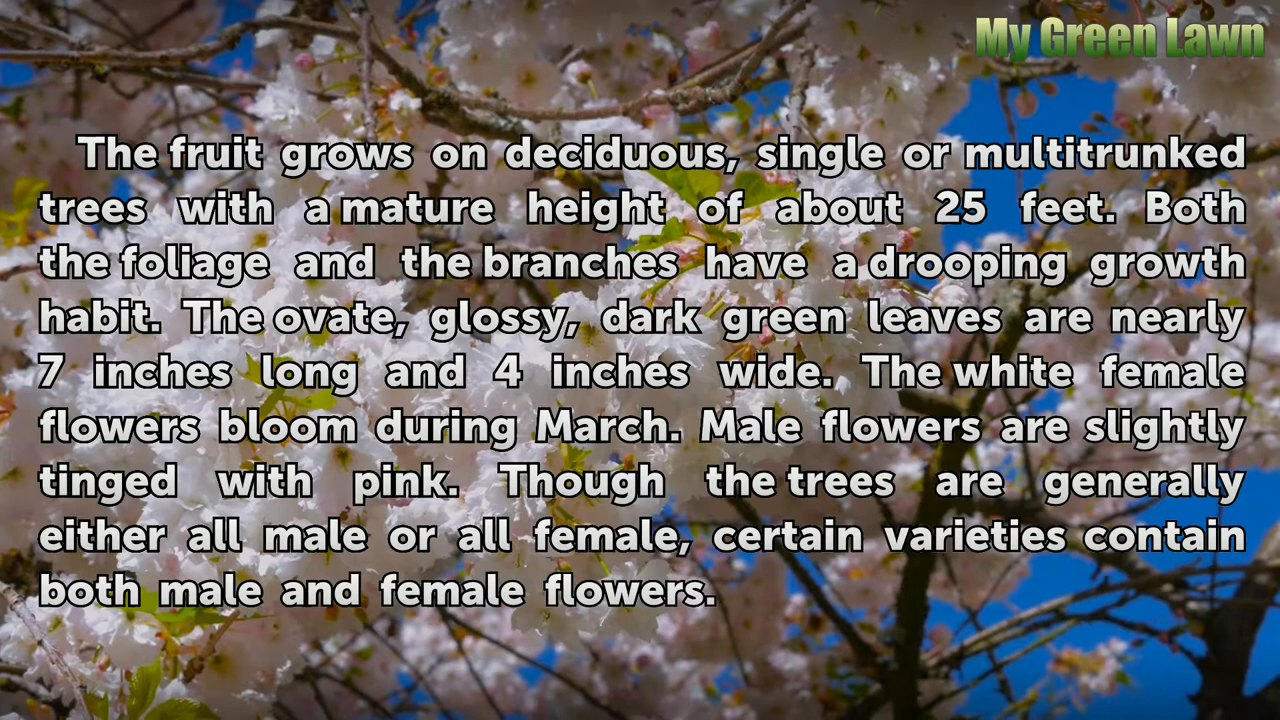 My Green Lawn
The fruit grows on deciduous, single or multitrunked
trees with a mature height of about 25 feet. Both
the foliage and the branches have a drooping growth
habit. The ovate, glossy, dark green leaves are nearly
7 inches long and 4 inches wide. The white female
flowers bloom during March. Male flowers are slightly
tinged with pink. Though the trees are generally
either all male or all female, certain varieties contain
both male and female flowers.